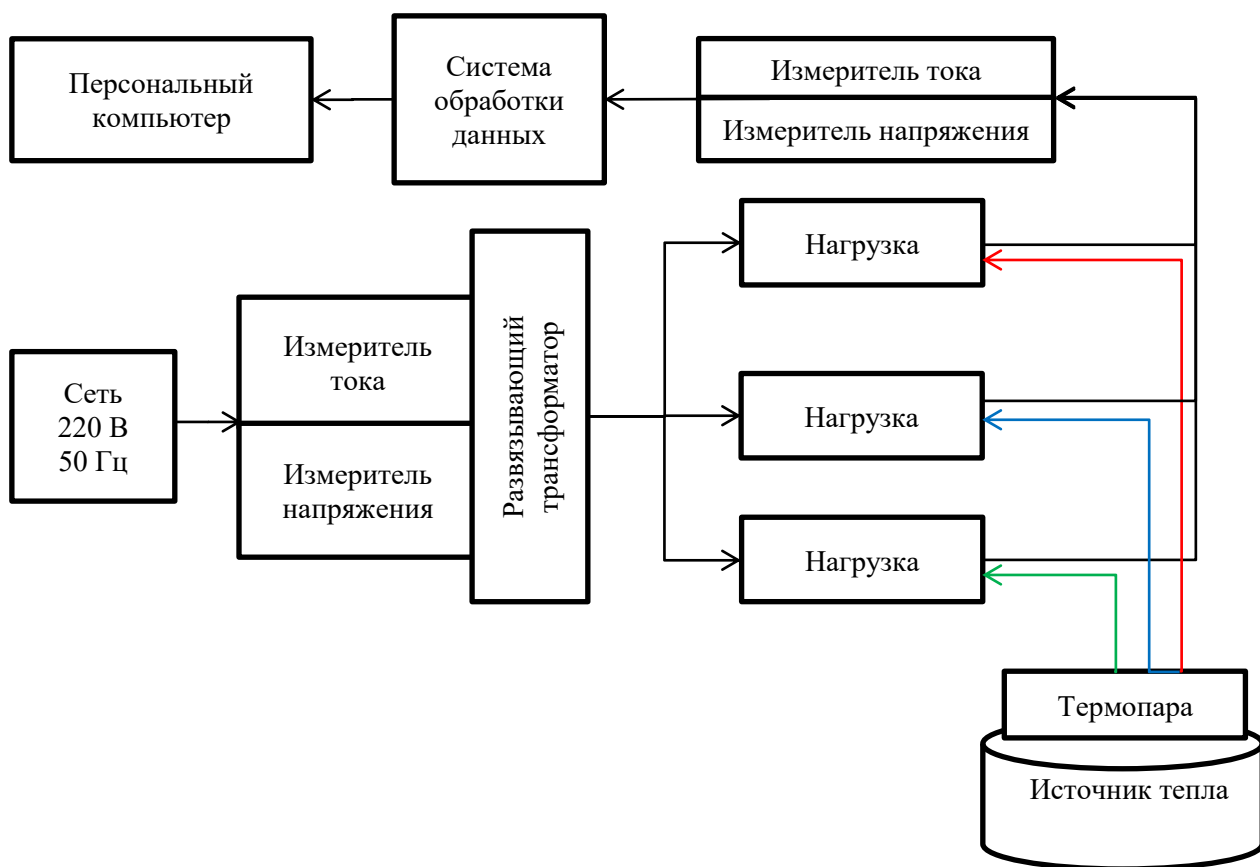 Персональный
компьютер
Система
обработки
данных
Измеритель тока
Измеритель напряжения
Сеть
220 В
50 Гц
Измеритель
тока
Измеритель
напряжения
Развязывающий
трансформатор
Нагрузка
Нагрузка
Нагрузка
Термопара
Источник тепла